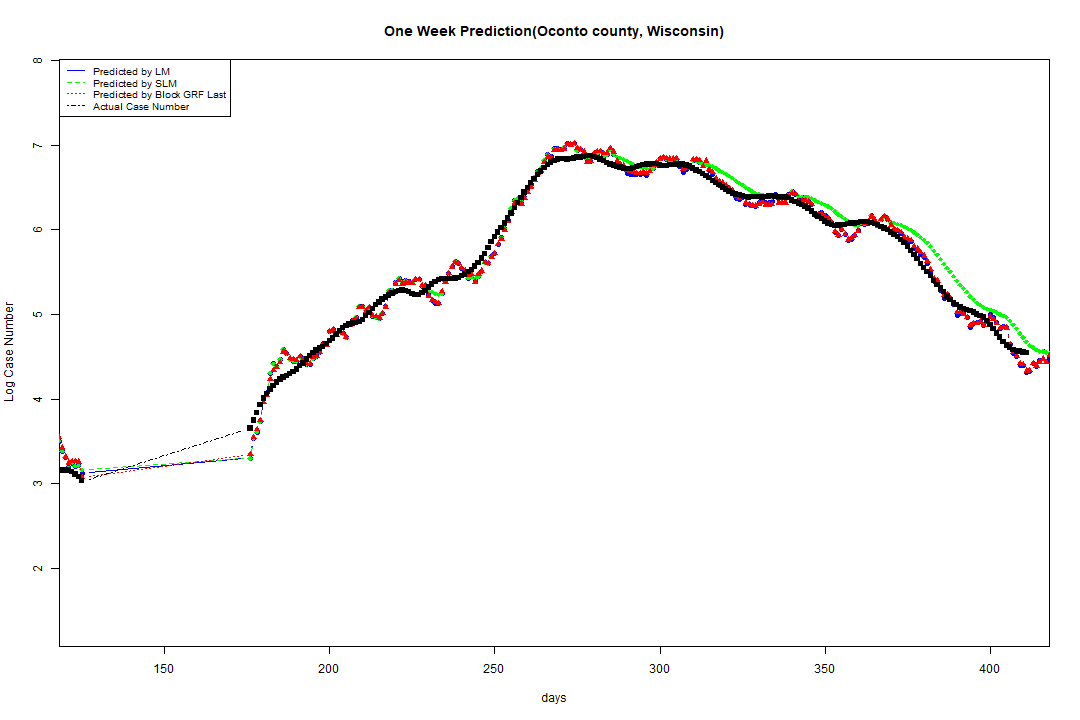 One Week Prediction(Oconto county, Wisconsin)
Predicted by LM
Predicted by SLM
Predicted by Block GRF Last
Actual Case Number
8
7
6
5
4
3
2
Log Case Number
150 200 250 300 350 400
days